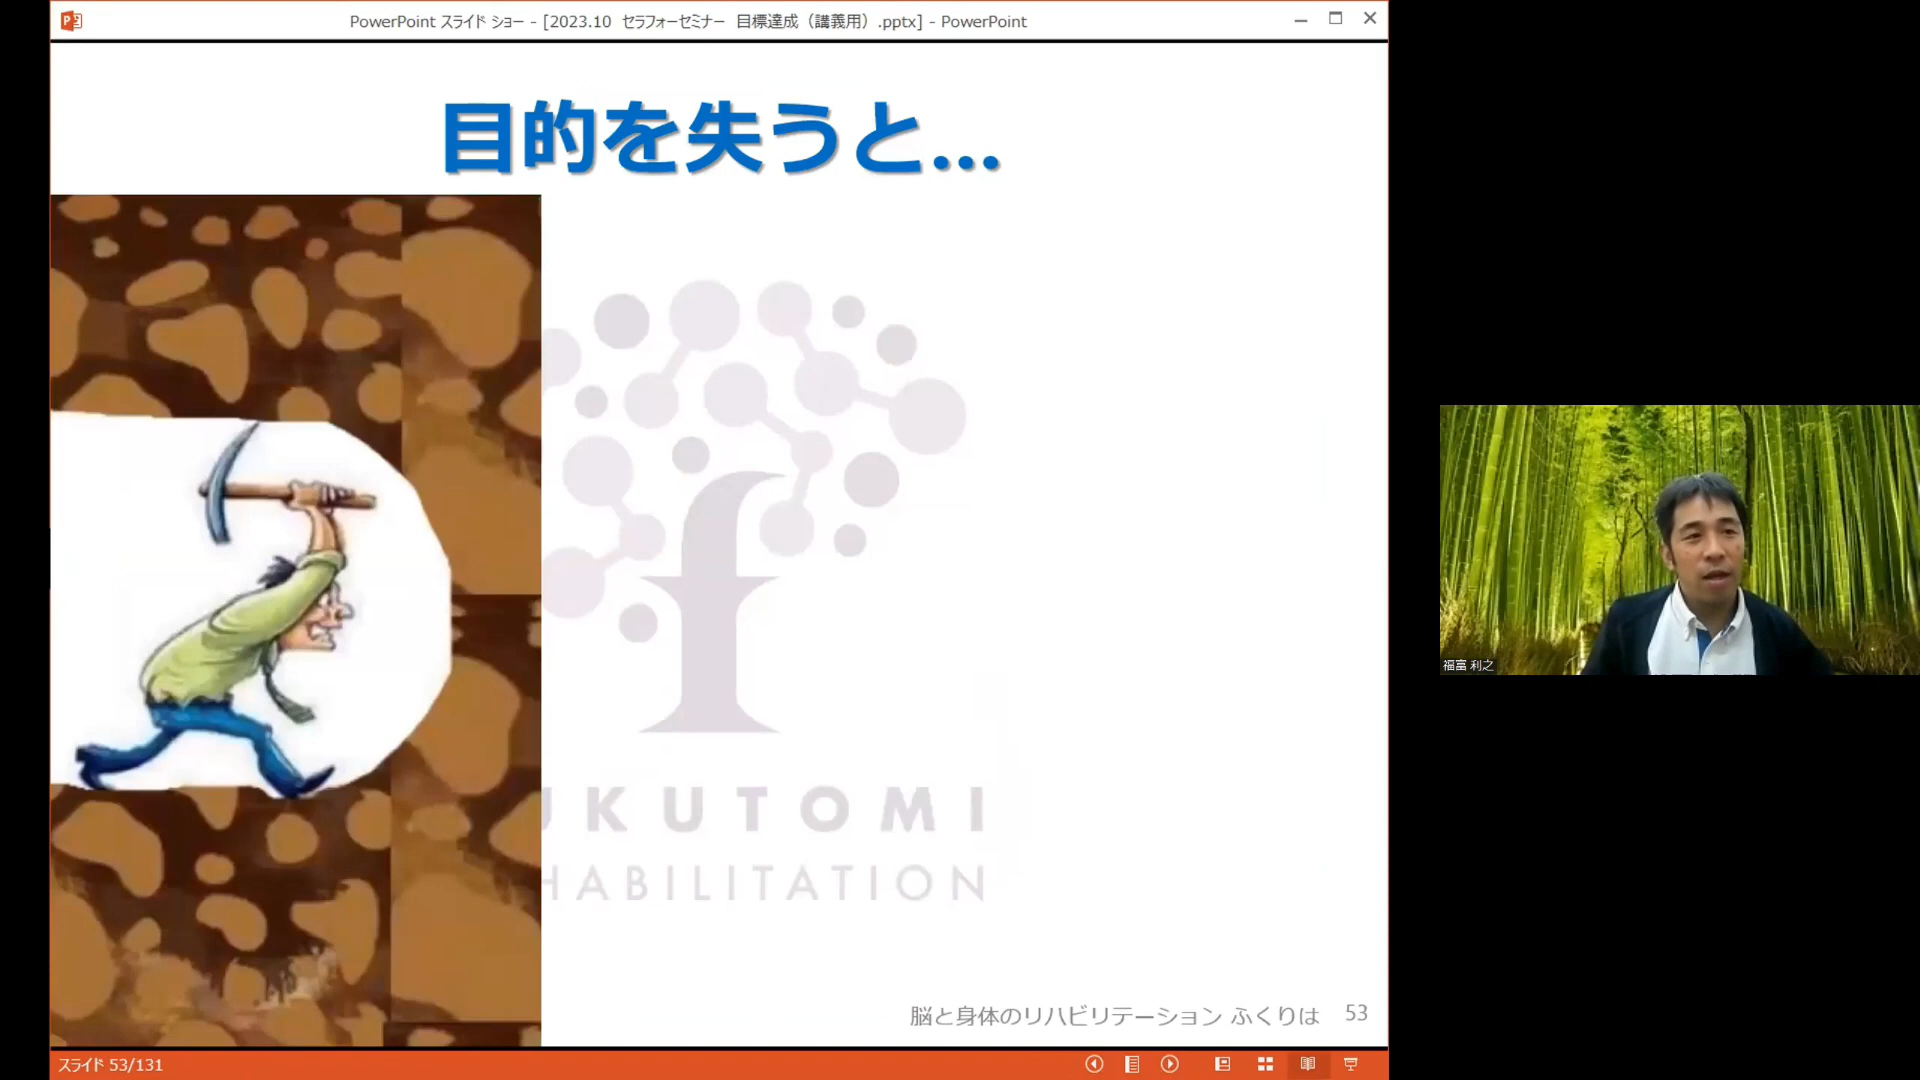 PowerPoint スライド ショー - [2023.10 セラフォーセミナー 目標達成（講義用）.pptx] - PowerPoint
目的を失うと...
UKUTOMI
HABILITATION
福富 利之
脳と身体のリハビリテーション ふくりは 53
スライド 53/131